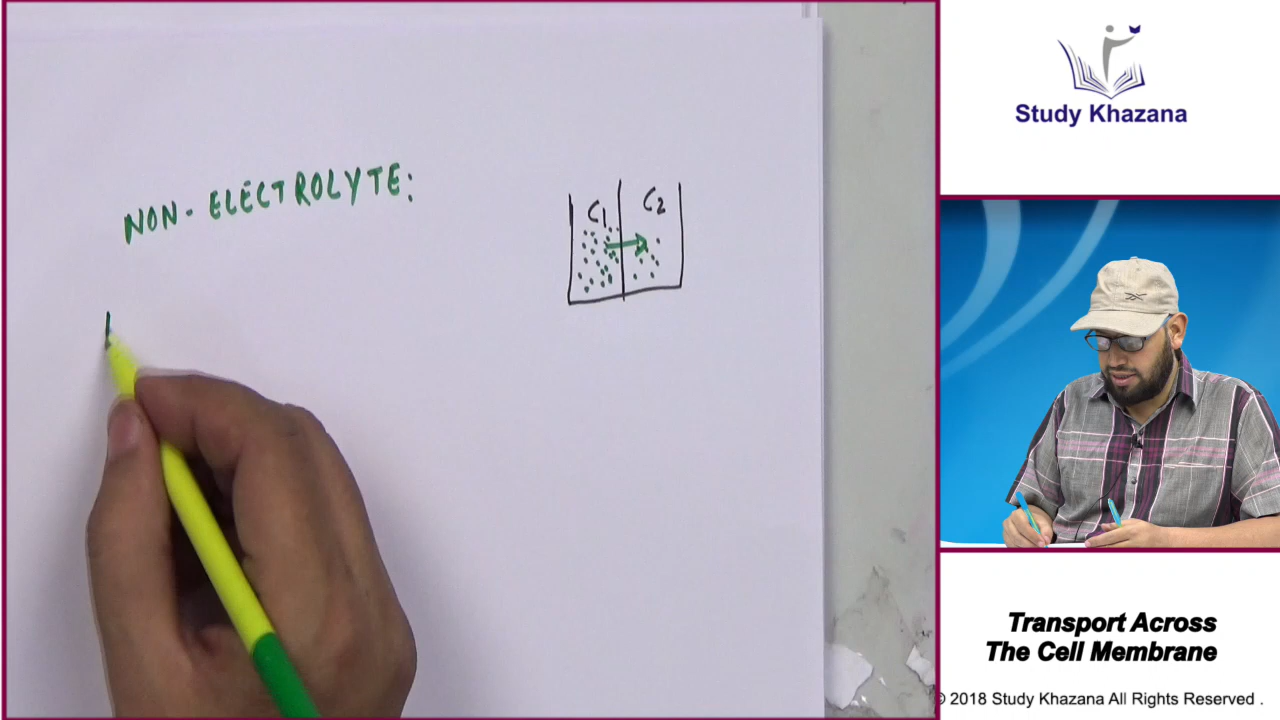 NON-ELECTROLYTE:
C1
C2
Study Khazana
Transport Across
The Cell Membrane
© 2018 Study Khazana All Rights Reserved .